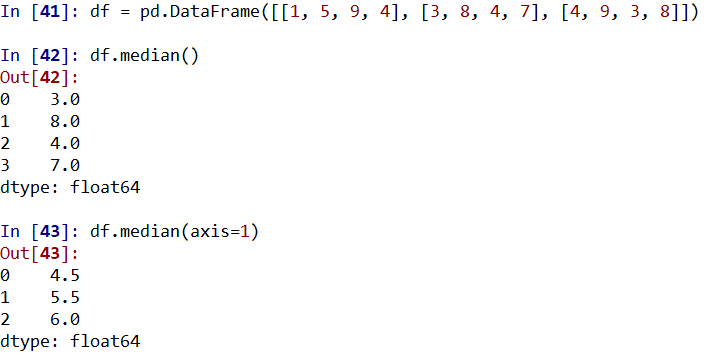 In [41]: df = pd.DataFrame([[1, 5, 9, 4], [3, 8, 4, 7], [4, 9, 3, 8]])
In [42]: df.median()
Out[42]:
0    3.0
1    8.0
2    4.0
3    7.0
dtype: float64
In [43]: df.median(axis=1)
Out[43]:
0    4.5
1    5.5
2    6.0
dtype: float64